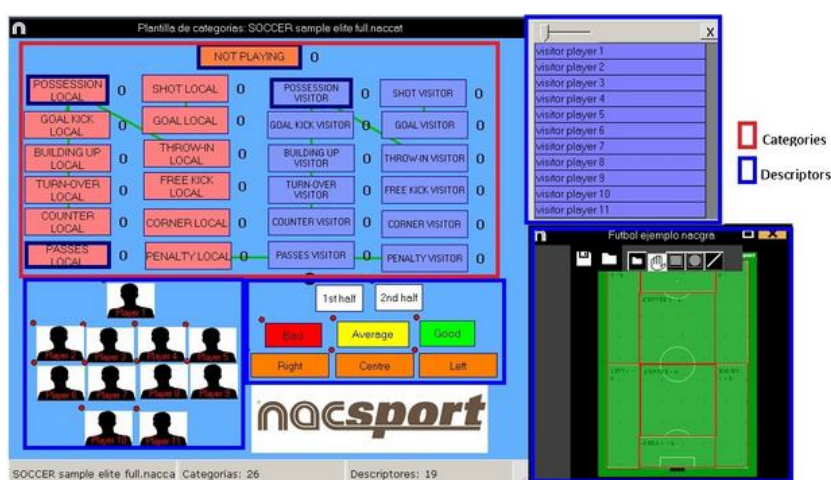 Plantilla de categorías: SOCCER sample elite full.naccat
NOT PLAYING 0
POSSESSION LOCAL 0 SHOT LOCAL 0 POSSESSION VISITOR 0 SHOT VISITOR 0
GOAL KICK LOCAL 0 GOAL LOCAL 0 GOAL KICK VISITOR 0 GOAL VISITOR 0
BUILDING UP LOCAL 0 THROW-IN LOCAL 0 BUILDING UP VISITOR 0 THROW-IN VISITOR 0
TURN-OVER LOCAL 0 FREE KICK LOCAL 0 TURN-OVER VISITOR 0 FREE KICK VISITOR 0
COUNTER LOCAL 0 CORNER LOCAL 0 COUNTER VISITOR 0 CORNER VISITOR 0
PASSES LOCAL 0 PENALTY LOCAL 0 PASSES VISITOR 0 PENALTY VISITOR 0
Player 1
Player 2 Player 3 Player 4 Player 5
Player 6 Player 7 Player 8 Player 9
Player 10 Player 11
1st half 2nd half
Bad Average Good
Right Centre Left
nacsport
SOCCER sample elite full.nacca Categorías: 26 Descriptores: 19
X
visitor player 1
visitor player 2
visitor player 3
visitor player 4
visitor player 5
visitor player 6
visitor player 7
visitor player 8
visitor player 9
visitor player 10
visitor player 11
Categories
Descriptors
Futbol ejemplo.nacgra